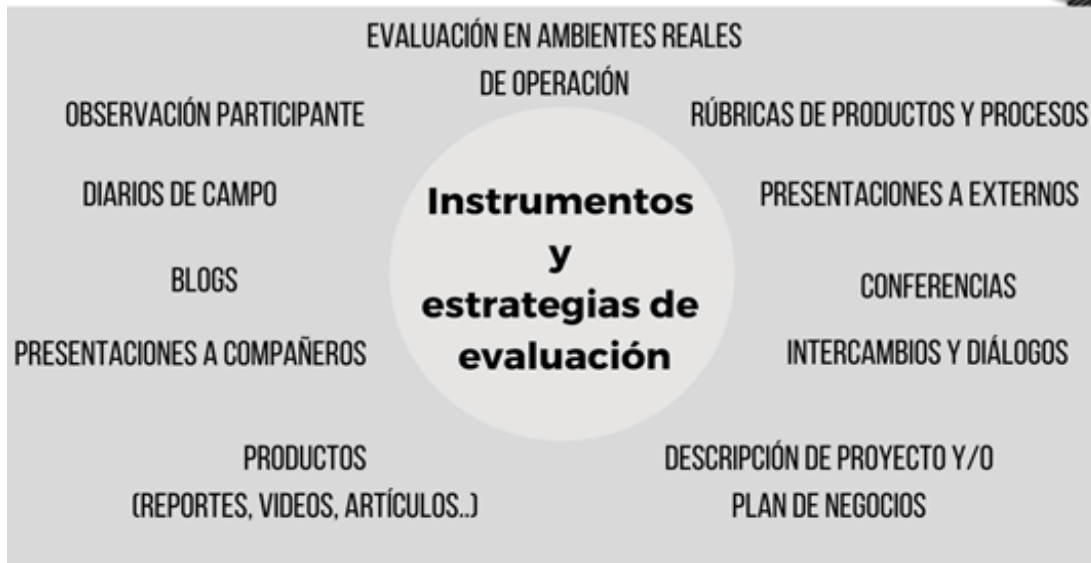 EVALUACIÓN EN AMBIENTES REALES
DE OPERACIÓN
OBSERVACIÓN PARTICIPANTE
RÚBRICAS DE PRODUCTOS Y PROCESOS
DIARIOS DE CAMPO
PRESENTACIONES A EXTERNOS
Instrumentos
y
estrategias de
evaluación
BLOGS
CONFERENCIAS
PRESENTACIONES A COMPAÑEROS
INTERCAMBIOS Y DIÁLOGOS
PRODUCTOS
(REPORTES, VIDEOS, ARTÍCULOS..)
DESCRIPCIÓN DE PROYECTO Y/O
PLAN DE NEGOCIOS